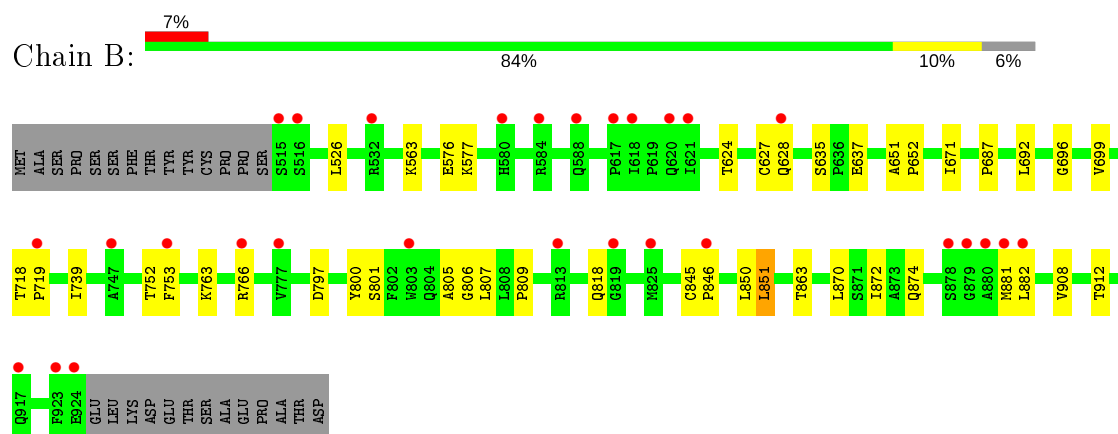 7%
Chain B:
84% 10% 6%
MET ALA SER PRO SER SER PHE THR TYR TYR CYS PRO PRO SER S515 S516 L526 R532 K563 E576 K577 H580 R584 Q588 P617 I618 P619 Q620 I621 T624 C627 Q628 S635 P636 E637 A651 P652 I671 P687 L692 G696 V699
T718 P719 I739 A747 T752 F753 K763 R766 V777 D797 Y800 S801 F802 W803 Q804 A805 G806 L807 L808 P809 R813 Q818 G819 M825 C845 P846 L850 L851 T863 L870 S871 I872 A873 Q874 S878 G879 A880 M881 L882 V908 T912
Q917 F923 E924 GLU LEU LYS ASP GLU THR SER ALA GLU PRO ALA THR ASP